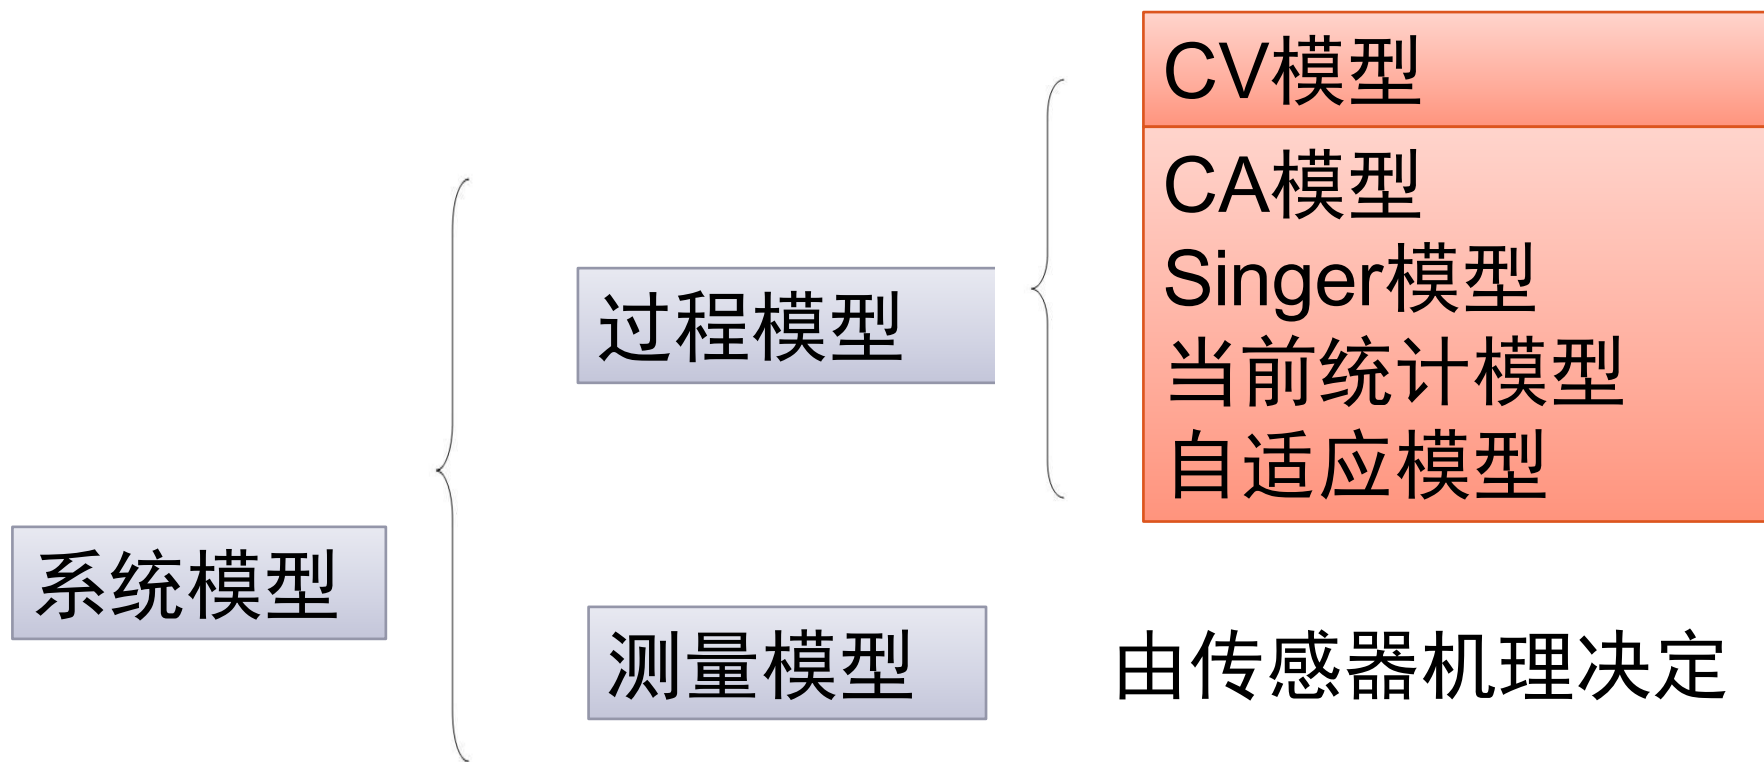 CV模型
CA模型
Singer模型
当前统计模型
自适应模型
过程模型
系统模型
测量模型
由传感器机理决定